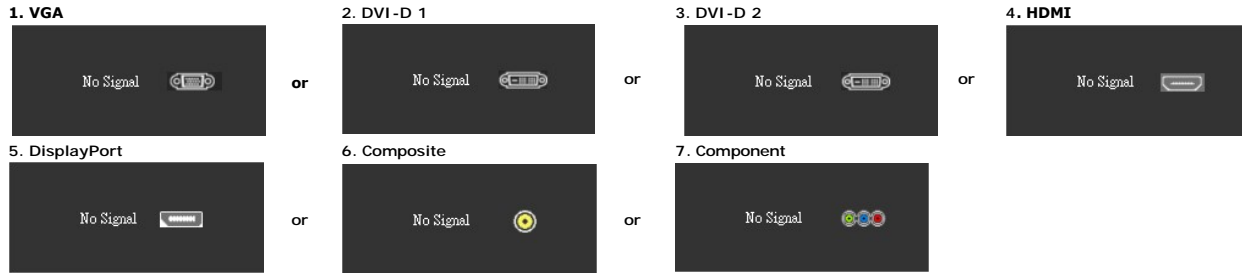 1. VGA
2. DVI-D 1
3. DVI-D 2
4. HDMI
No Signal
or
No Signal
or
No Signal
or
No Signal
5. DisplayPort
6. Composite
7. Component
No Signal
or
No Signal
or
No Signal